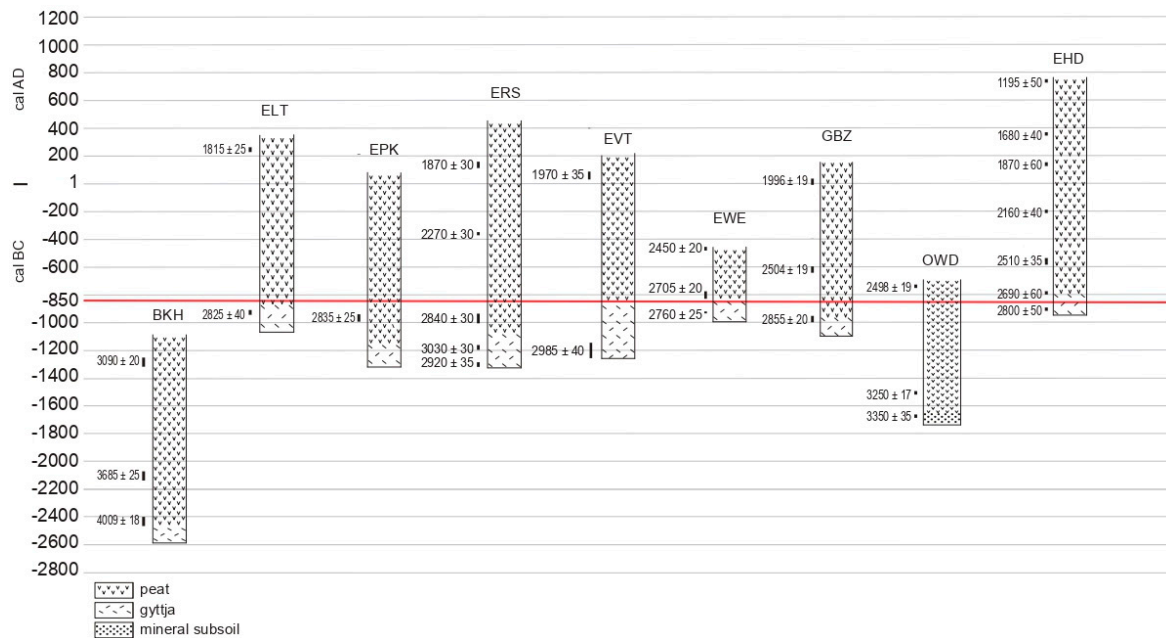 1200
1000
800
600
400
200
1
-200
-400
-600
-850
-1000
-1200
-1400
-1600
-1800
-2000
-2200
-2400
-2600
-2800
cal AD
cal BC
BKH
3090 ± 20
3685 ± 25
4009 ± 18
ELT
1815 ± 25
2825 ± 40
EPK
2835 ± 25
ERS
1870 ± 30
2270 ± 30
2840 ± 30
3030 ± 30
2920 ± 35
EVT
1970 ± 35
2985 ± 40
EWE
2450 ± 20
2705 ± 20
2760 ± 25
GBZ
1996 ± 19
2504 ± 19
2855 ± 20
OWD
2498 ± 19
3250 ± 17
3350 ± 35
EHD
1195 ± 50
1680 ± 40
1870 ± 60
2160 ± 40
2510 ± 35
2690 ± 60
2800 ± 50
peat
gyttja
mineral subsoil